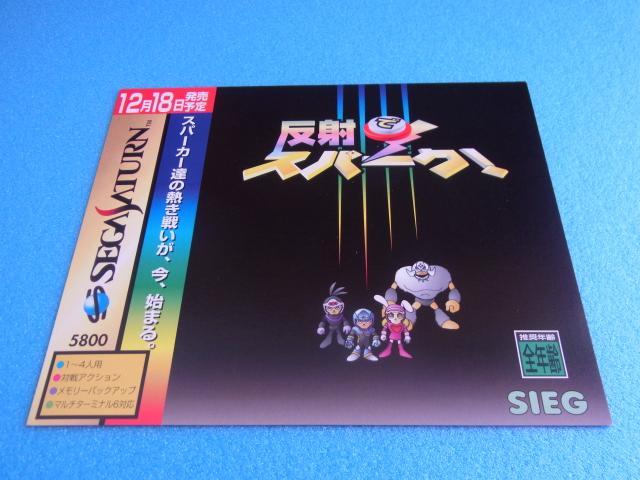 12月18日発売予定
SEGA SATURN™
5800
●1〜4人用
●対戦アクション
●メモリーバックアップ
●マルチターミナル6対応
スパーカー達の熱き戦いが、今、始まる。
反射
スパーク!
推奨年齢
全年齢
SIEG